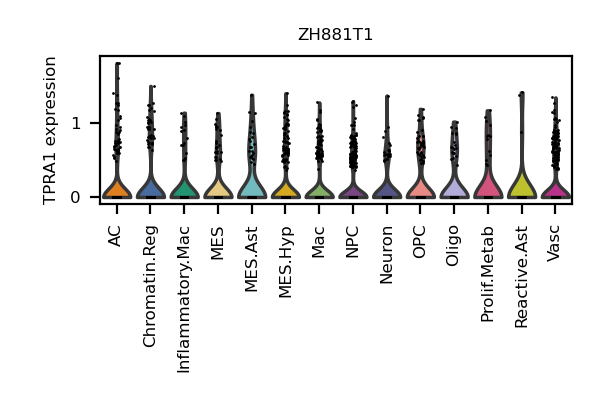 ZH881T1
TPRA1 expression
1
0
AC
Chromatin.Reg
Inflammatory.Mac
MES
MES.Ast
MES.Hyp
Mac
NPC
Neuron
OPC
Oligo
Prolif.Metab
Reactive.Ast
Vasc